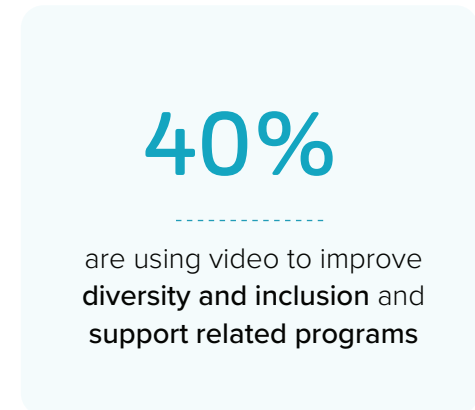 40%
are using video to improve
diversity and inclusion and
support related programs